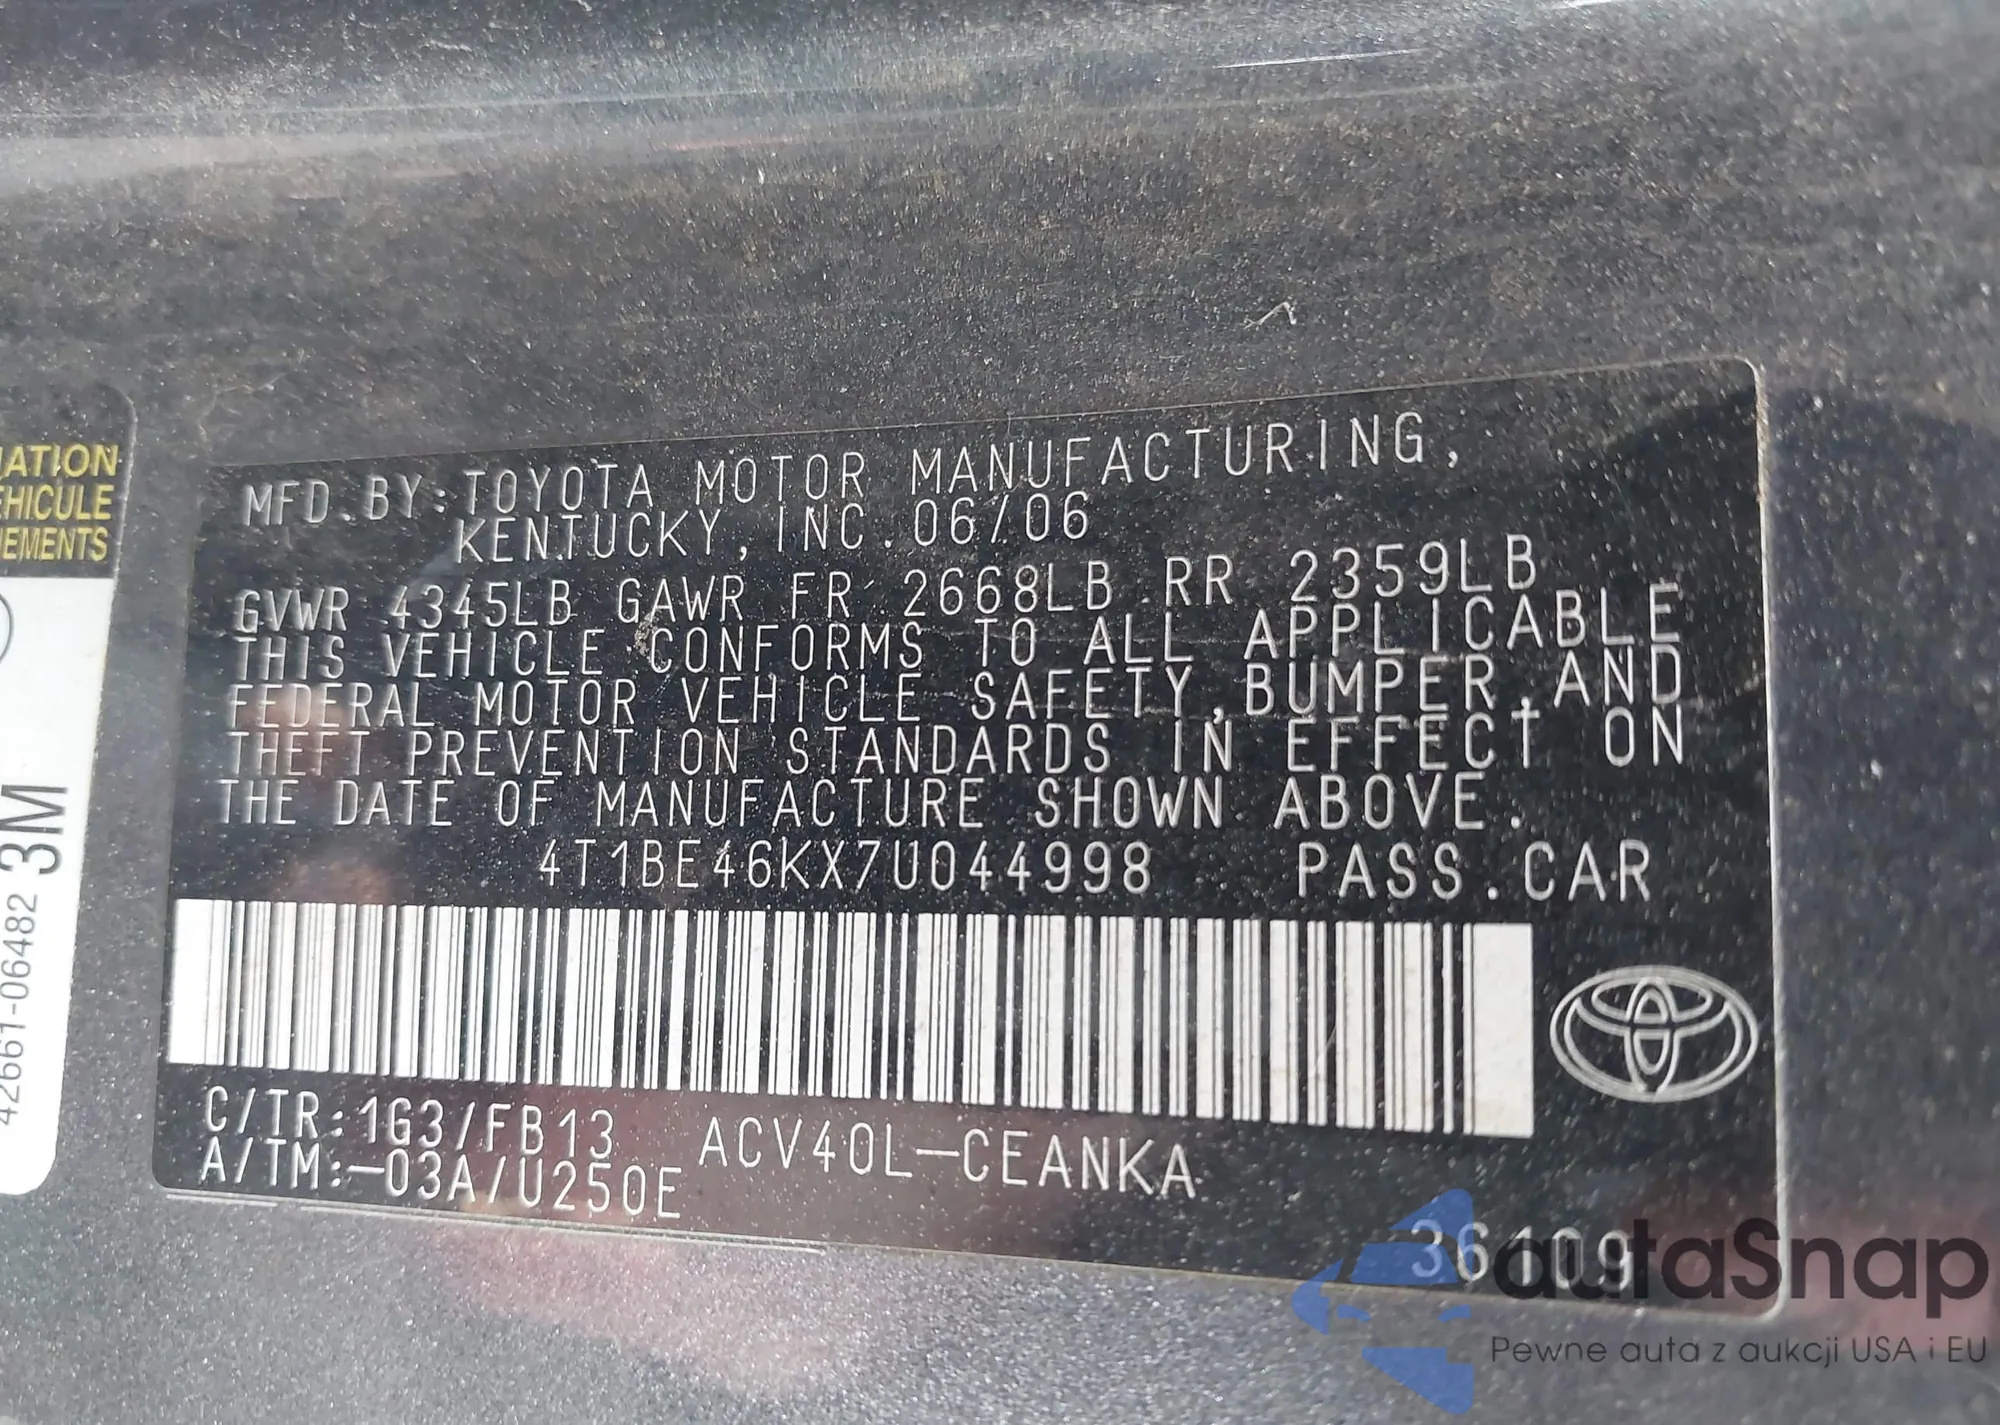 MFD.BY:TOYOTA MOTOR MANUFACTURING,
KENTUCKY, INC. 06/06
GVWR 4345LB GAWR FR 2668LB RR 2359LB
THIS VEHICLE CONFORMS TO ALL APPLICABLE
FEDERAL MOTOR VEHICLE SAFETY,BUMPER,AND
THEFT PREVENTION STANDARDS IN EFFECT ON
THE DATE OF MANUFACTURE SHOWN ABOVE.
4T1BE46KX7U044998 PASS.CAR
C/TR:1G3/FB13 ACV40L-CEANKA
A/TM:-03A/U250E
36109
EHICULE
EMENTS
3M
42661-06482
autoSnap
Pewne auta z aukcji USA i EU